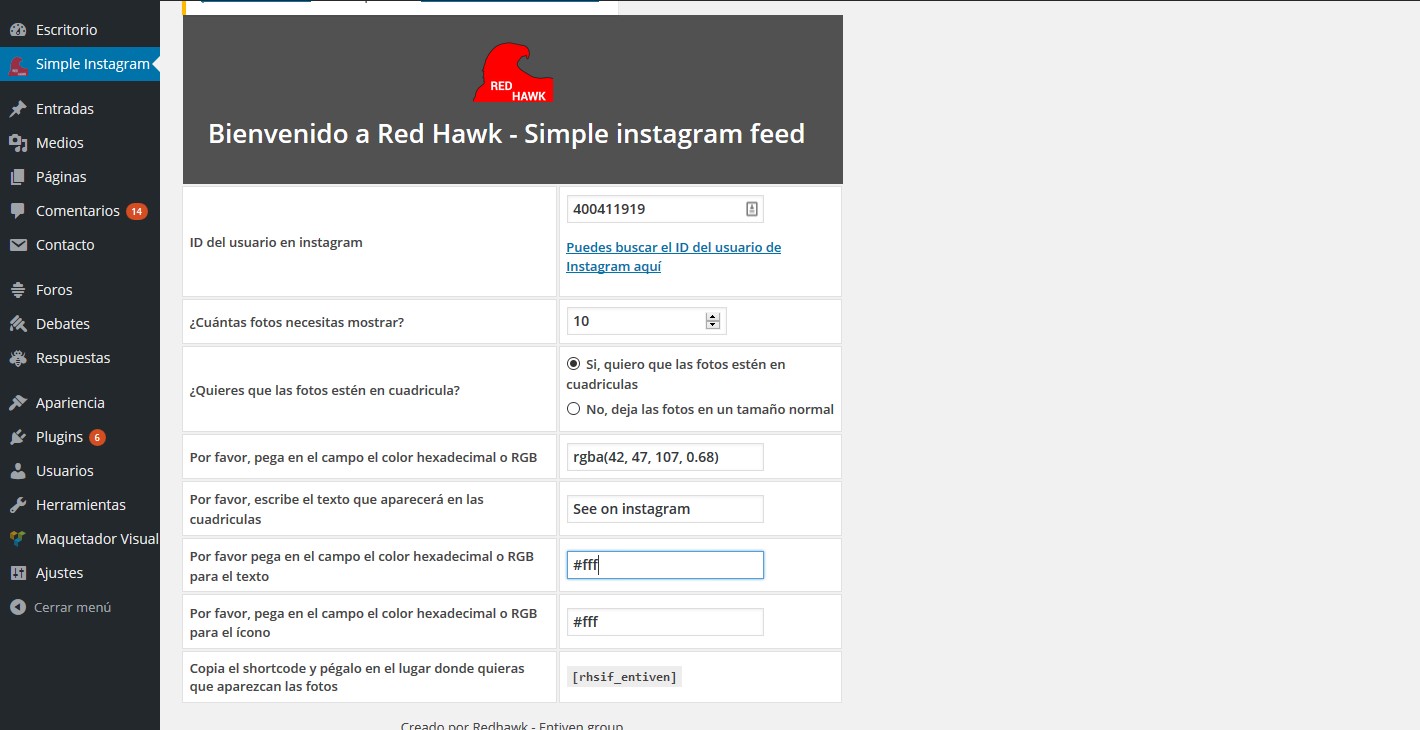 Escritorio
Simple Instagram
Entradas
Medios
Páginas
Comentarios 14
Contacto
Foros
Debates
Respuestas
Apariencia
Plugins 6
Usuarios
Herramientas
Maquetador Visual
Ajustes
Cerrar menú
RED
HAWK
Bienvenido a Red Hawk - Simple instagram feed
ID del usuario en instagram
400411919
Puedes buscar el ID del usuario de
Instagram aquí
¿Cuántas fotos necesitas mostrar?
10
¿Quieres que las fotos estén en cuadricula?
Si, quiero que las fotos estén en
cuadriculas
No, deja las fotos en un tamaño normal
Por favor, pega en el campo el color hexadecimal o RGB
rgba(42, 47, 107, 0.68)
Por favor, escribe el texto que aparecerá en las
cuadriculas
See on instagram
Por favor pega en el campo el color hexadecimal o RGB
para el texto
#fff
Por favor, pega en el campo el color hexadecimal o RGB
para el ícono
#fff
Copia el shortcode y pégalo en el lugar donde quieras
que aparezcan las fotos
[rhsif_entiven]
Creado por Redhawk - Entiven group